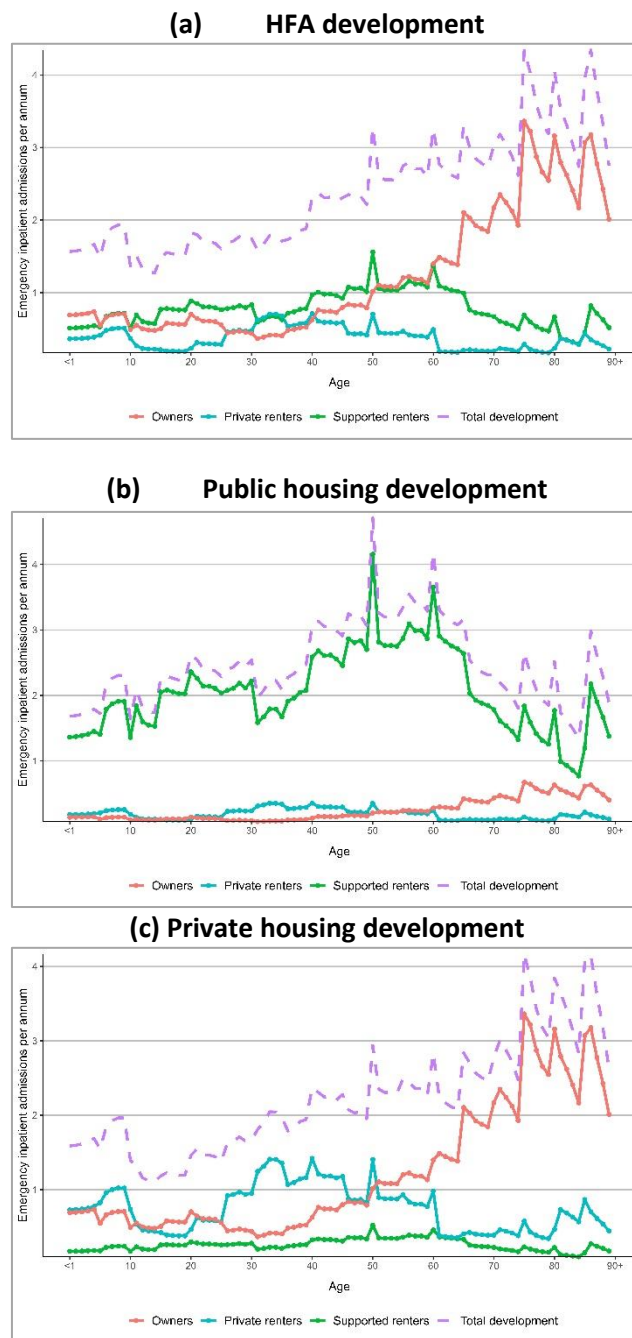 (a) HFA development
Emergency inpatient admissions per annum
4
3
2
1
<1 10 20 30 40 50 60 70 80 90+
Age
Owners Private renters Supported renters Total development
(b) Public housing development
Emergency inpatient admissions per annum
4
3
2
1
<1 10 20 30 40 50 60 70 80 90+
Age
Owners Private renters Supported renters Total development
(c) Private housing development
Emergency inpatient admissions per annum
4
3
2
1
<1 10 20 30 40 50 60 70 80 90+
Age
Owners Private renters Supported renters Total development